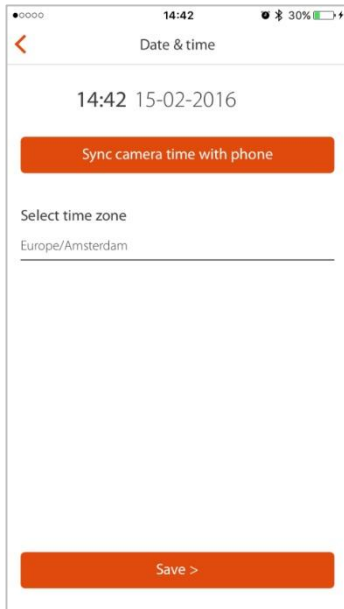 14:42 30%
Date & time
14:42 15-02-2016
Sync camera time with phone
Select time zone
Europe/Amsterdam
Save >